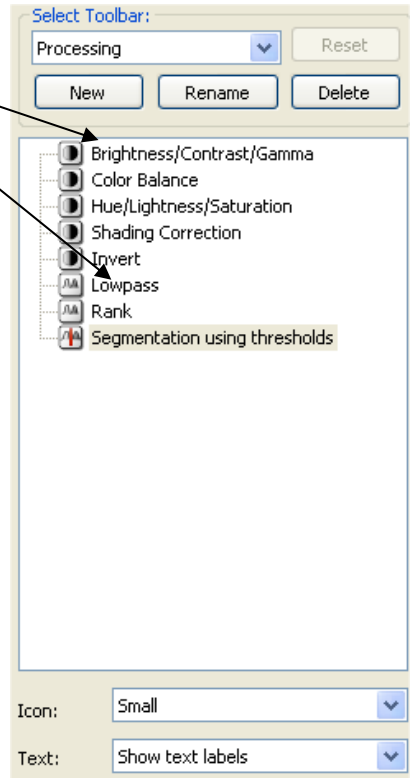 Select Toolbar:
Processing
Reset
New
Rename
Delete
Brightness/Contrast/Gamma
Color Balance
Hue/Lightness/Saturation
Shading Correction
Invert
Lowpass
Rank
Segmentation using thresholds
Icon:
Small
Text:
Show text labels